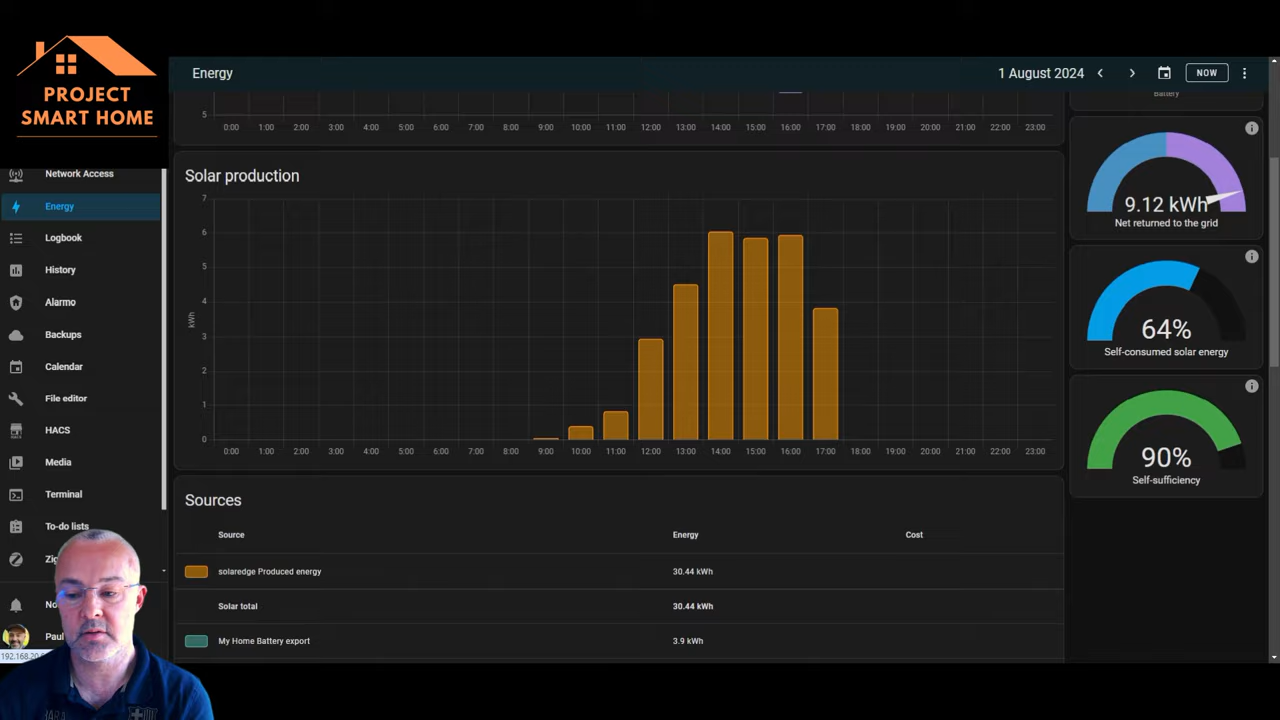 PROJECT
SMART HOME
Energy
1 August 2024
NOW
Network Access
Energy
Logbook
History
Alarmo
Backups
Calendar
File editor
HACS
Media
Terminal
To-do lists
Zig
No
Paul
192.168.20
5
0:00 1:00 2:00 3:00 4:00 5:00 6:00 7:00 8:00 9:00 10:00 11:00 12:00 13:00 14:00 15:00 16:00 17:00 18:00 19:00 20:00 21:00 22:00 23:00
Solar production
7
6
5
4
3
2
1
0
kWh
0:00 1:00 2:00 3:00 4:00 5:00 6:00 7:00 8:00 9:00 10:00 11:00 12:00 13:00 14:00 15:00 16:00 17:00 18:00 19:00 20:00 21:00 22:00 23:00
Sources
Source Energy Cost
solaredge Produced energy 30.44 kWh
Solar total 30.44 kWh
My Home Battery export 3.9 kWh
Battery
9.12 kWh
Net returned to the grid
64%
Self-consumed solar energy
90%
Self-sufficiency